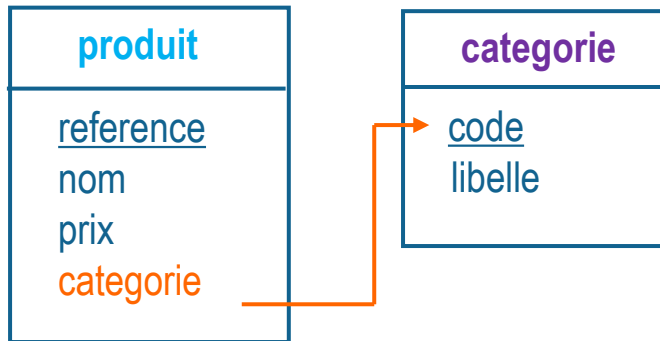 produit
reference
nom
prix
categorie
categorie
code
libelle